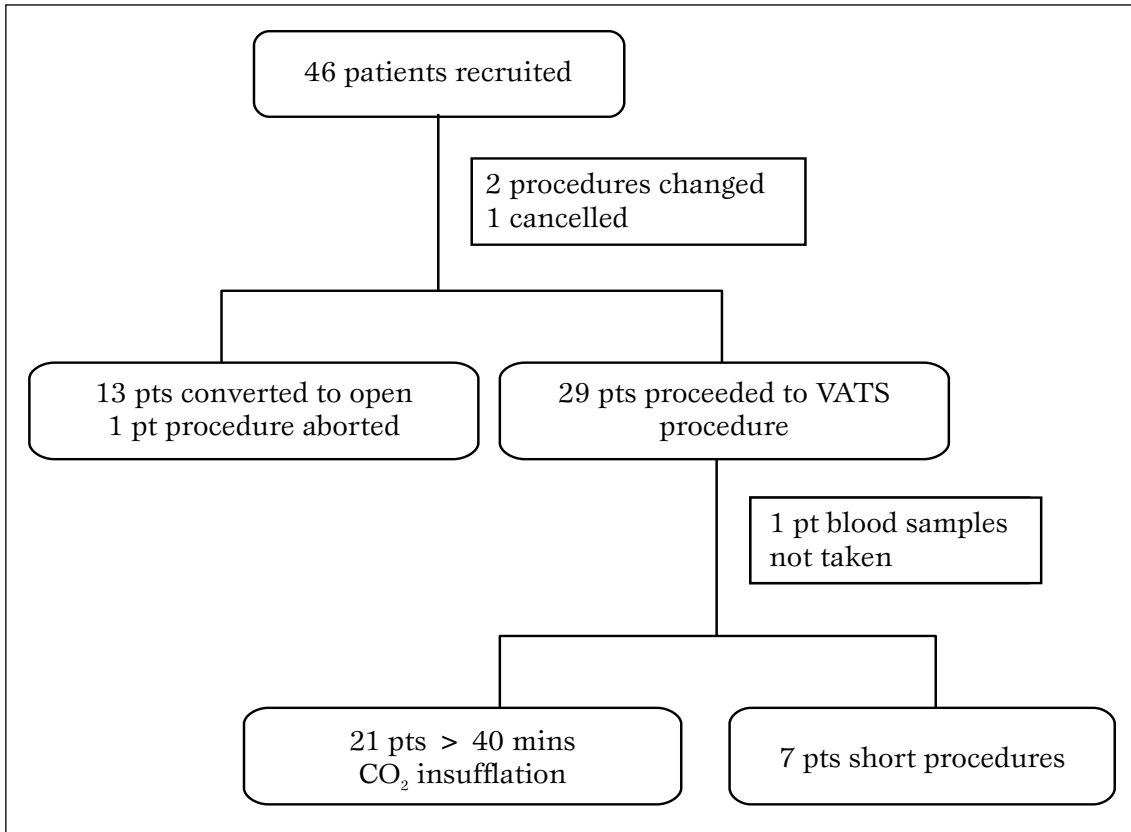 46 patients recruited
2 procedures changed
1 cancelled
13 pts converted to open
1 pt procedure aborted
29 pts proceeded to VATS
procedure
1 pt blood samples
not taken
21 pts > 40 mins
CO₂ insufflation
7 pts short procedures